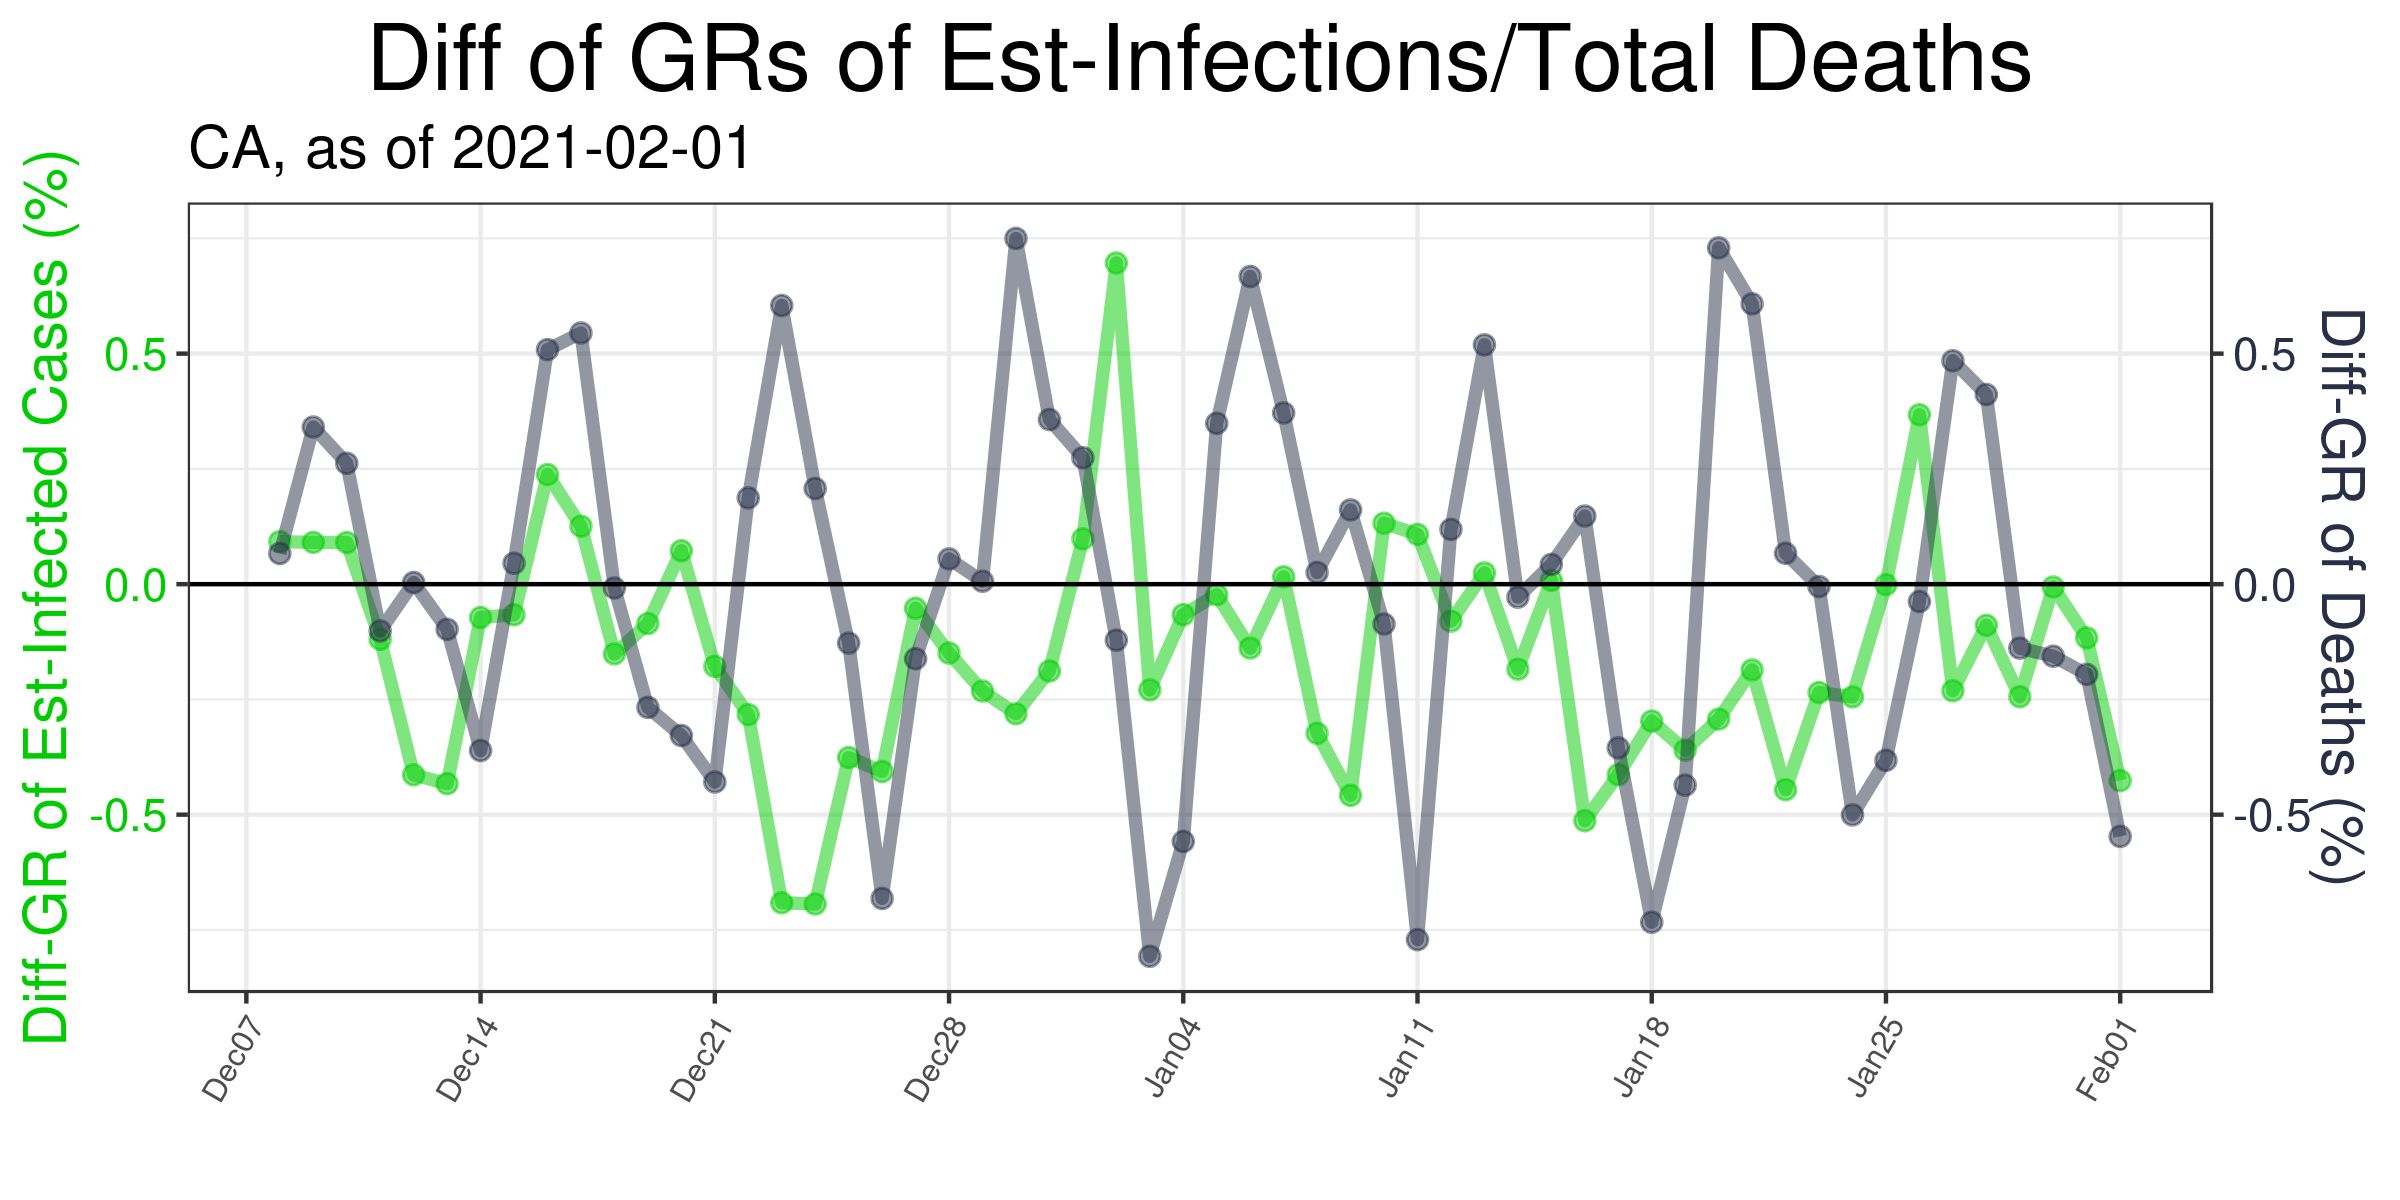 Diff of GRs of Est-Infections/Total Deaths
CA, as of 2021-02-01
Diff-GR of Est-Infected Cases (%)
0.5
0.0
-0.5
0.5
0.0
-0.5
Diff-GR of Deaths (%)
Dec07
Dec14
Dec21
Dec28
Jan04
Jan11
Jan18
Jan25
Feb01